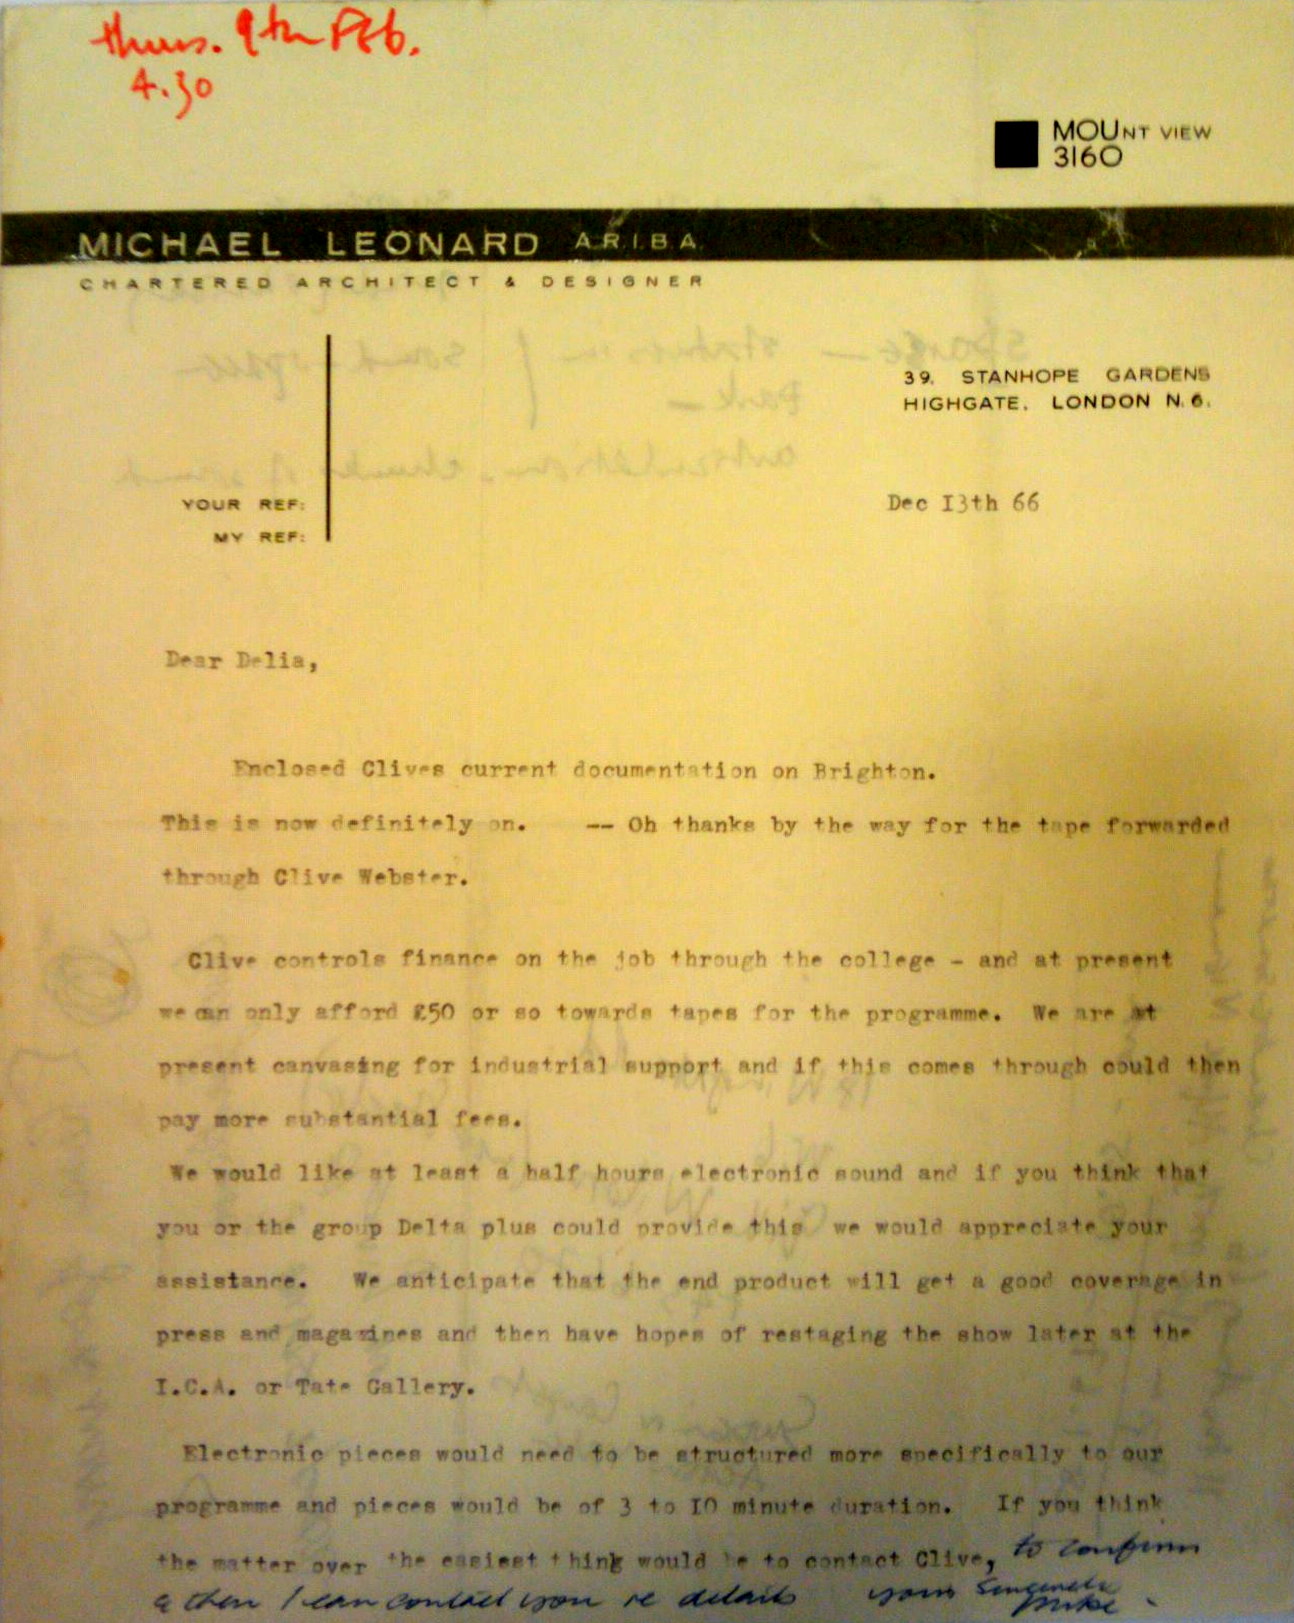 thurs. 9th Feb.
4.30
MOUNT VIEW
3160
MICHAEL LEONARD A.R.I.B.A.
CHARTERED ARCHITECT & DESIGNER
39. STANHOPE GARDENS
HIGHGATE. LONDON N.6.
YOUR REF:
MY REF:
Dec I3th 66
Dear Delia,
Enclosed Clives current documentation on Brighton.
This is now definitely on. -- Oh thanks by the way for the tape forwarded
through Clive Webster.
Clive controls finance on the job through the college - and at present
we can only afford £50 or so towards tapes for the programme. We are at
present canvasing for industrial support and if this comes through could then
pay more substantial fees.
We would like at least a half hours electronic sound and if you think that
you or the group Delta plus could provide this we would appreciate your
assistance. We anticipate that the end product will get a good coverage in
press and magazines and then have hopes of restaging the show later at the
I.C.A. or Tate Gallery.
Electronic pieces would need to be structured more specifically to our
programme and pieces would be of 3 to I0 minute duration. If you think
the matter over the easiest thing would be to contact Clive, to confirm
& then I can contact you re details yours Sincerely
Mike